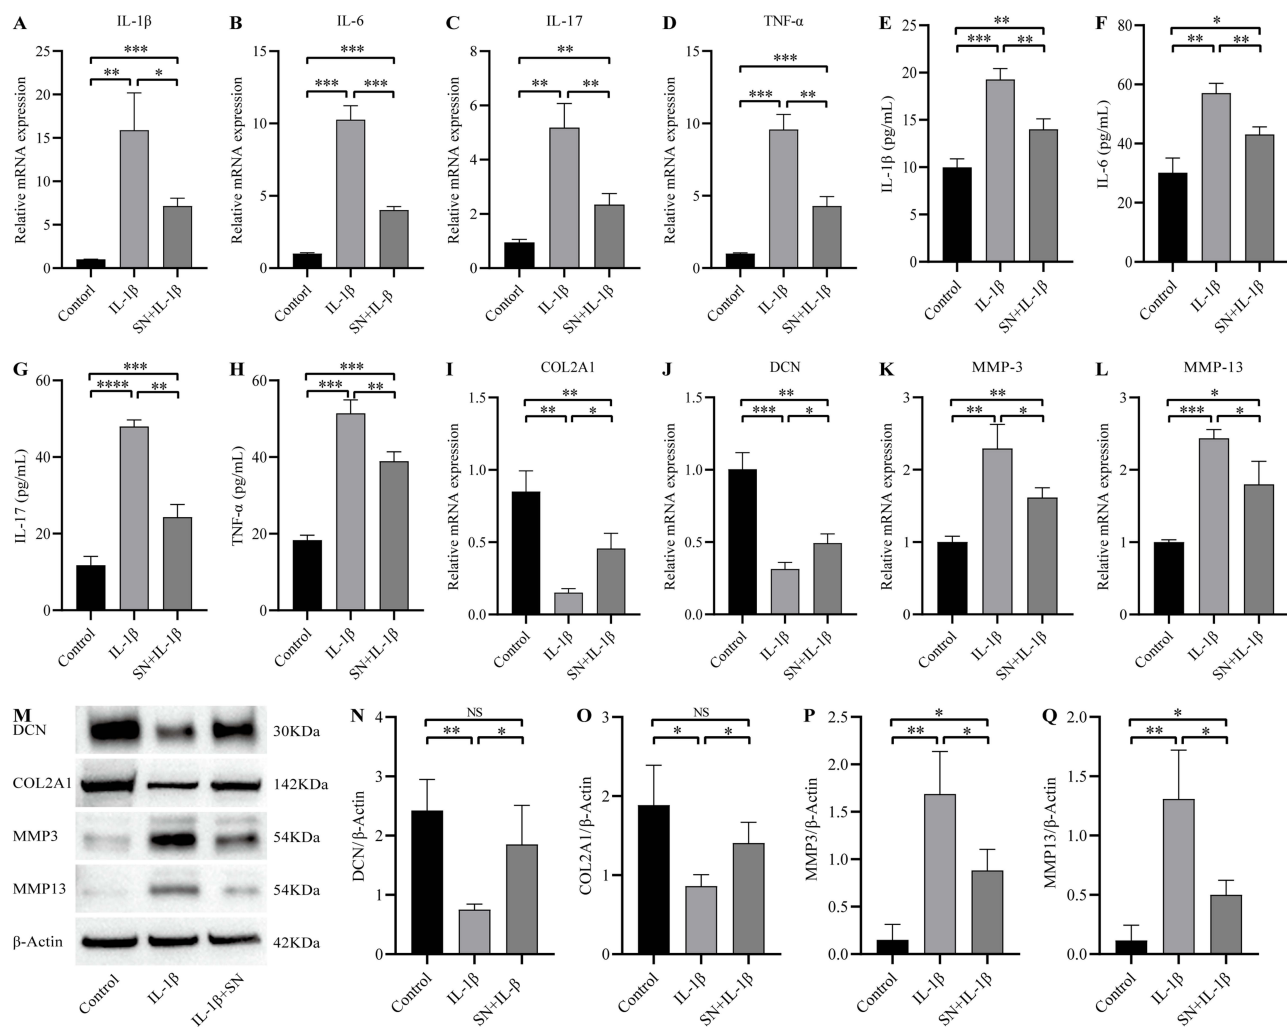 A IL-1β
*** ** *
Relative mRNA expression
25 20 15 10 5 0
Contorl IL-1β SN+IL-1β
B IL-6
*** *** ***
Relative mRNA expression
15 10 5 0
Control IL-1β SN+IL-β
C IL-17
** ** **
Relative mRNA expression
8 6 4 2 0
Control IL-1β SN+IL-1β
D TNF-α
*** *** **
Relative mRNA expression
15 10 5 0
Control IL-1β SN+IL-1β
E
** *** **
IL-1β (pg/mL)
25 20 15 10 5 0
Control IL-1β SN+IL-1β
F
* ** **
IL-6 (pg/mL)
80 60 40 20 0
Control IL-1β SN+IL-1β
G
*** **** **
IL-17 (pg/mL)
60 40 20 0
Control IL-1β SN+IL-1β
H
*** *** **
TNF-α (pg/mL)
60 40 20 0
Control IL-1β SN+IL-1β
I COL2A1
** ** *
Relative mRNA expression
1.5 1.0 0.5 0.0
Control IL-1β SN+IL-1β
J DCN
** *** *
Relative mRNA expression
1.5 1.0 0.5 0.0
Control IL-1β SN+IL-1β
K MMP-3
** ** *
Relative mRNA expression
3 2 1 0
Control IL-1β SN+IL-1β
L MMP-13
* *** *
Relative mRNA expression
3 2 1 0
Control IL-1β SN+IL-1β
M
DCN 30KDa
COL2A1 142KDa
MMP3 54KDa
MMP13 54KDa
β-Actin 42KDa
Control IL-1β IL-1β+SN
N
NS ** *
DCN/β-Actin
4 3 2 1 0
Control IL-1β SN+IL-β
O
NS * *
COL2A1/β-Actin
3 2 1 0
Control IL-1β SN+IL-1β
P
* ** *
MMP3/β-Actin
2.5 2.0 1.5 1.0 0.5 0.0
Control IL-1β SN+IL-1β
Q
* ** *
MMP13/β-Actin
2.0 1.5 1.0 0.5 0.0
Control IL-1β SN+IL-1β